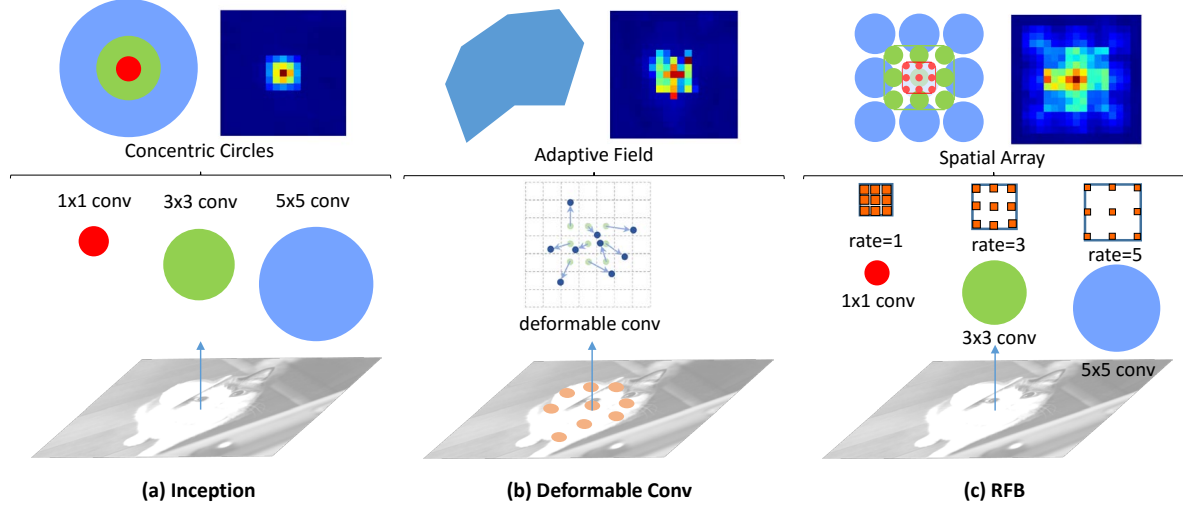 Concentric Circles
Adaptive Field
Spatial Array
1x1 conv
3x3 conv
5x5 conv
deformable conv
rate=1
rate=3
rate=5
1x1 conv
3x3 conv
5x5 conv
(a) Inception
(b) Deformable Conv
(c) RFB